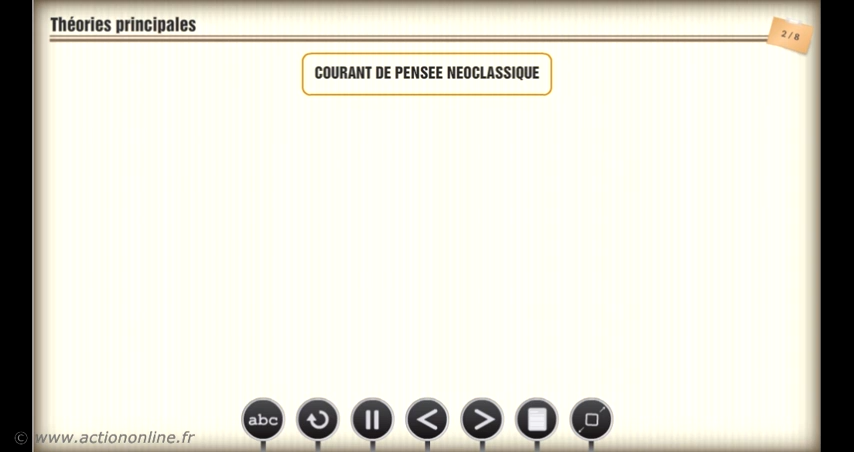 Théories principales
2 / 8
COURANT DE PENSEE NEOCLASSIQUE
abc
© www.actiononline.fr